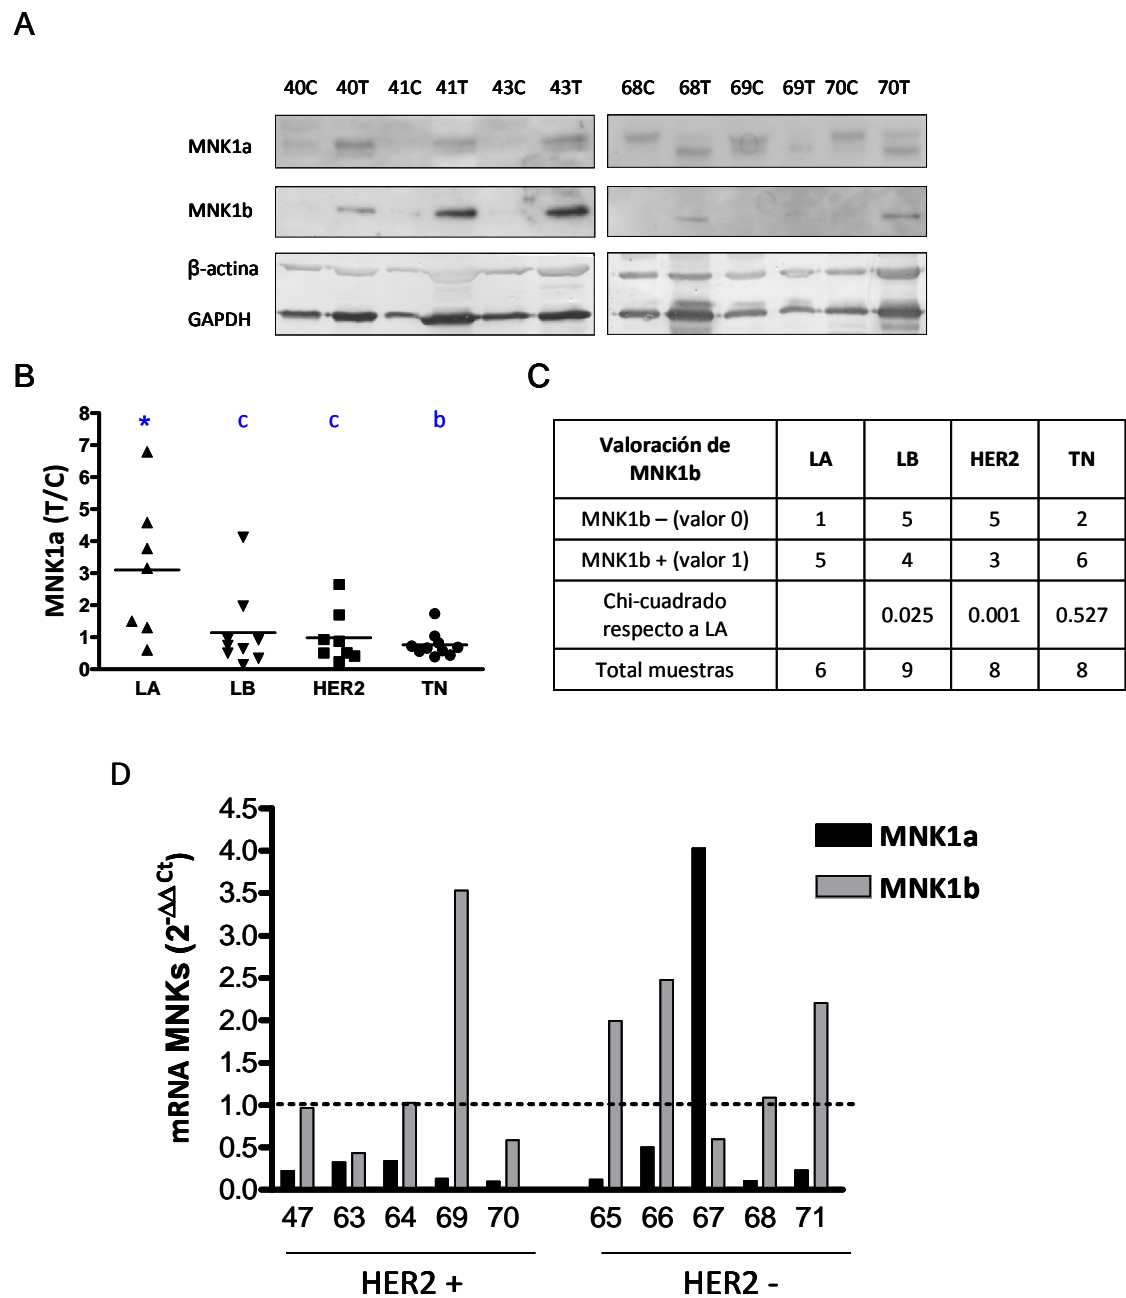 A
40C 40T 41C 41T 43C 43T 68C 68T 69C 69T 70C 70T
MNK1a
MNK1b
β-actina
GAPDH
B
MNK1a (T/C)
8
7
6
5
4
3
2
1
0
* c c b
LA LB HER2 TN
C
Valoración de MNK1b LA LB HER2 TN
MNK1b – (valor 0) 1 5 5 2
MNK1b + (valor 1) 5 4 3 6
Chi-cuadrado respecto a LA 0.025 0.001 0.527
Total muestras 6 9 8 8
D
mRNA MNKs (2-ΔΔCt)
4.5
4.0
3.5
3.0
2.5
2.0
1.5
1.0
0.5
0.0
MNK1a
MNK1b
47 63 64 69 70 65 66 67 68 71
HER2 + HER2 -